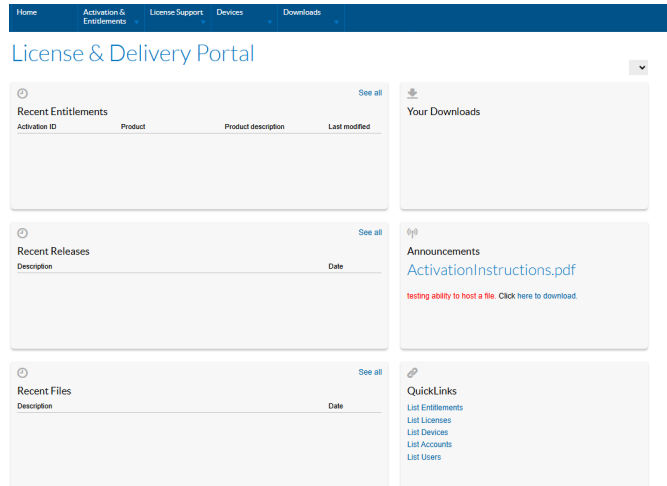 Home
Activation & Entitlements
License Support
Devices
Downloads
License & Delivery Portal
See all
Recent Entitlements
Activation ID Product Product description Last modified
Your Downloads
See all
Recent Releases
Description Date
Announcements
ActivationInstructions.pdf
testing ability to host a file. Click here to download.
See all
Recent Files
Description Date
QuickLinks
List Entitlements
List Licenses
List Devices
List Accounts
List Users